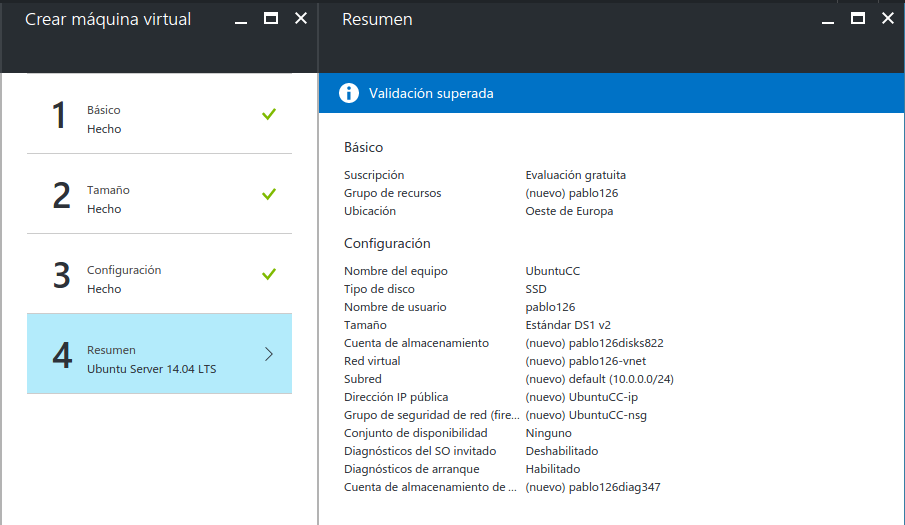 Crear máquina virtual
1
Básico
Hecho
2
Tamaño
Hecho
3
Configuración
Hecho
4
Resumen
Ubuntu Server 14.04 LTS
Resumen
Validación superada
Básico
Suscripción Evaluación gratuita
Grupo de recursos (nuevo) pablo126
Ubicación Oeste de Europa
Configuración
Nombre del equipo UbuntuCC
Tipo de disco SSD
Nombre de usuario pablo126
Tamaño Estándar DS1 v2
Cuenta de almacenamiento (nuevo) pablo126disks822
Red virtual (nuevo) pablo126-vnet
Subred (nuevo) default (10.0.0.0/24)
Dirección IP pública (nuevo) UbuntuCC-ip
Grupo de seguridad de red (fire... (nuevo) UbuntuCC-nsg
Conjunto de disponibilidad Ninguno
Diagnósticos del SO invitado Deshabilitado
Diagnósticos de arranque Habilitado
Cuenta de almacenamiento de ... (nuevo) pablo126diag347